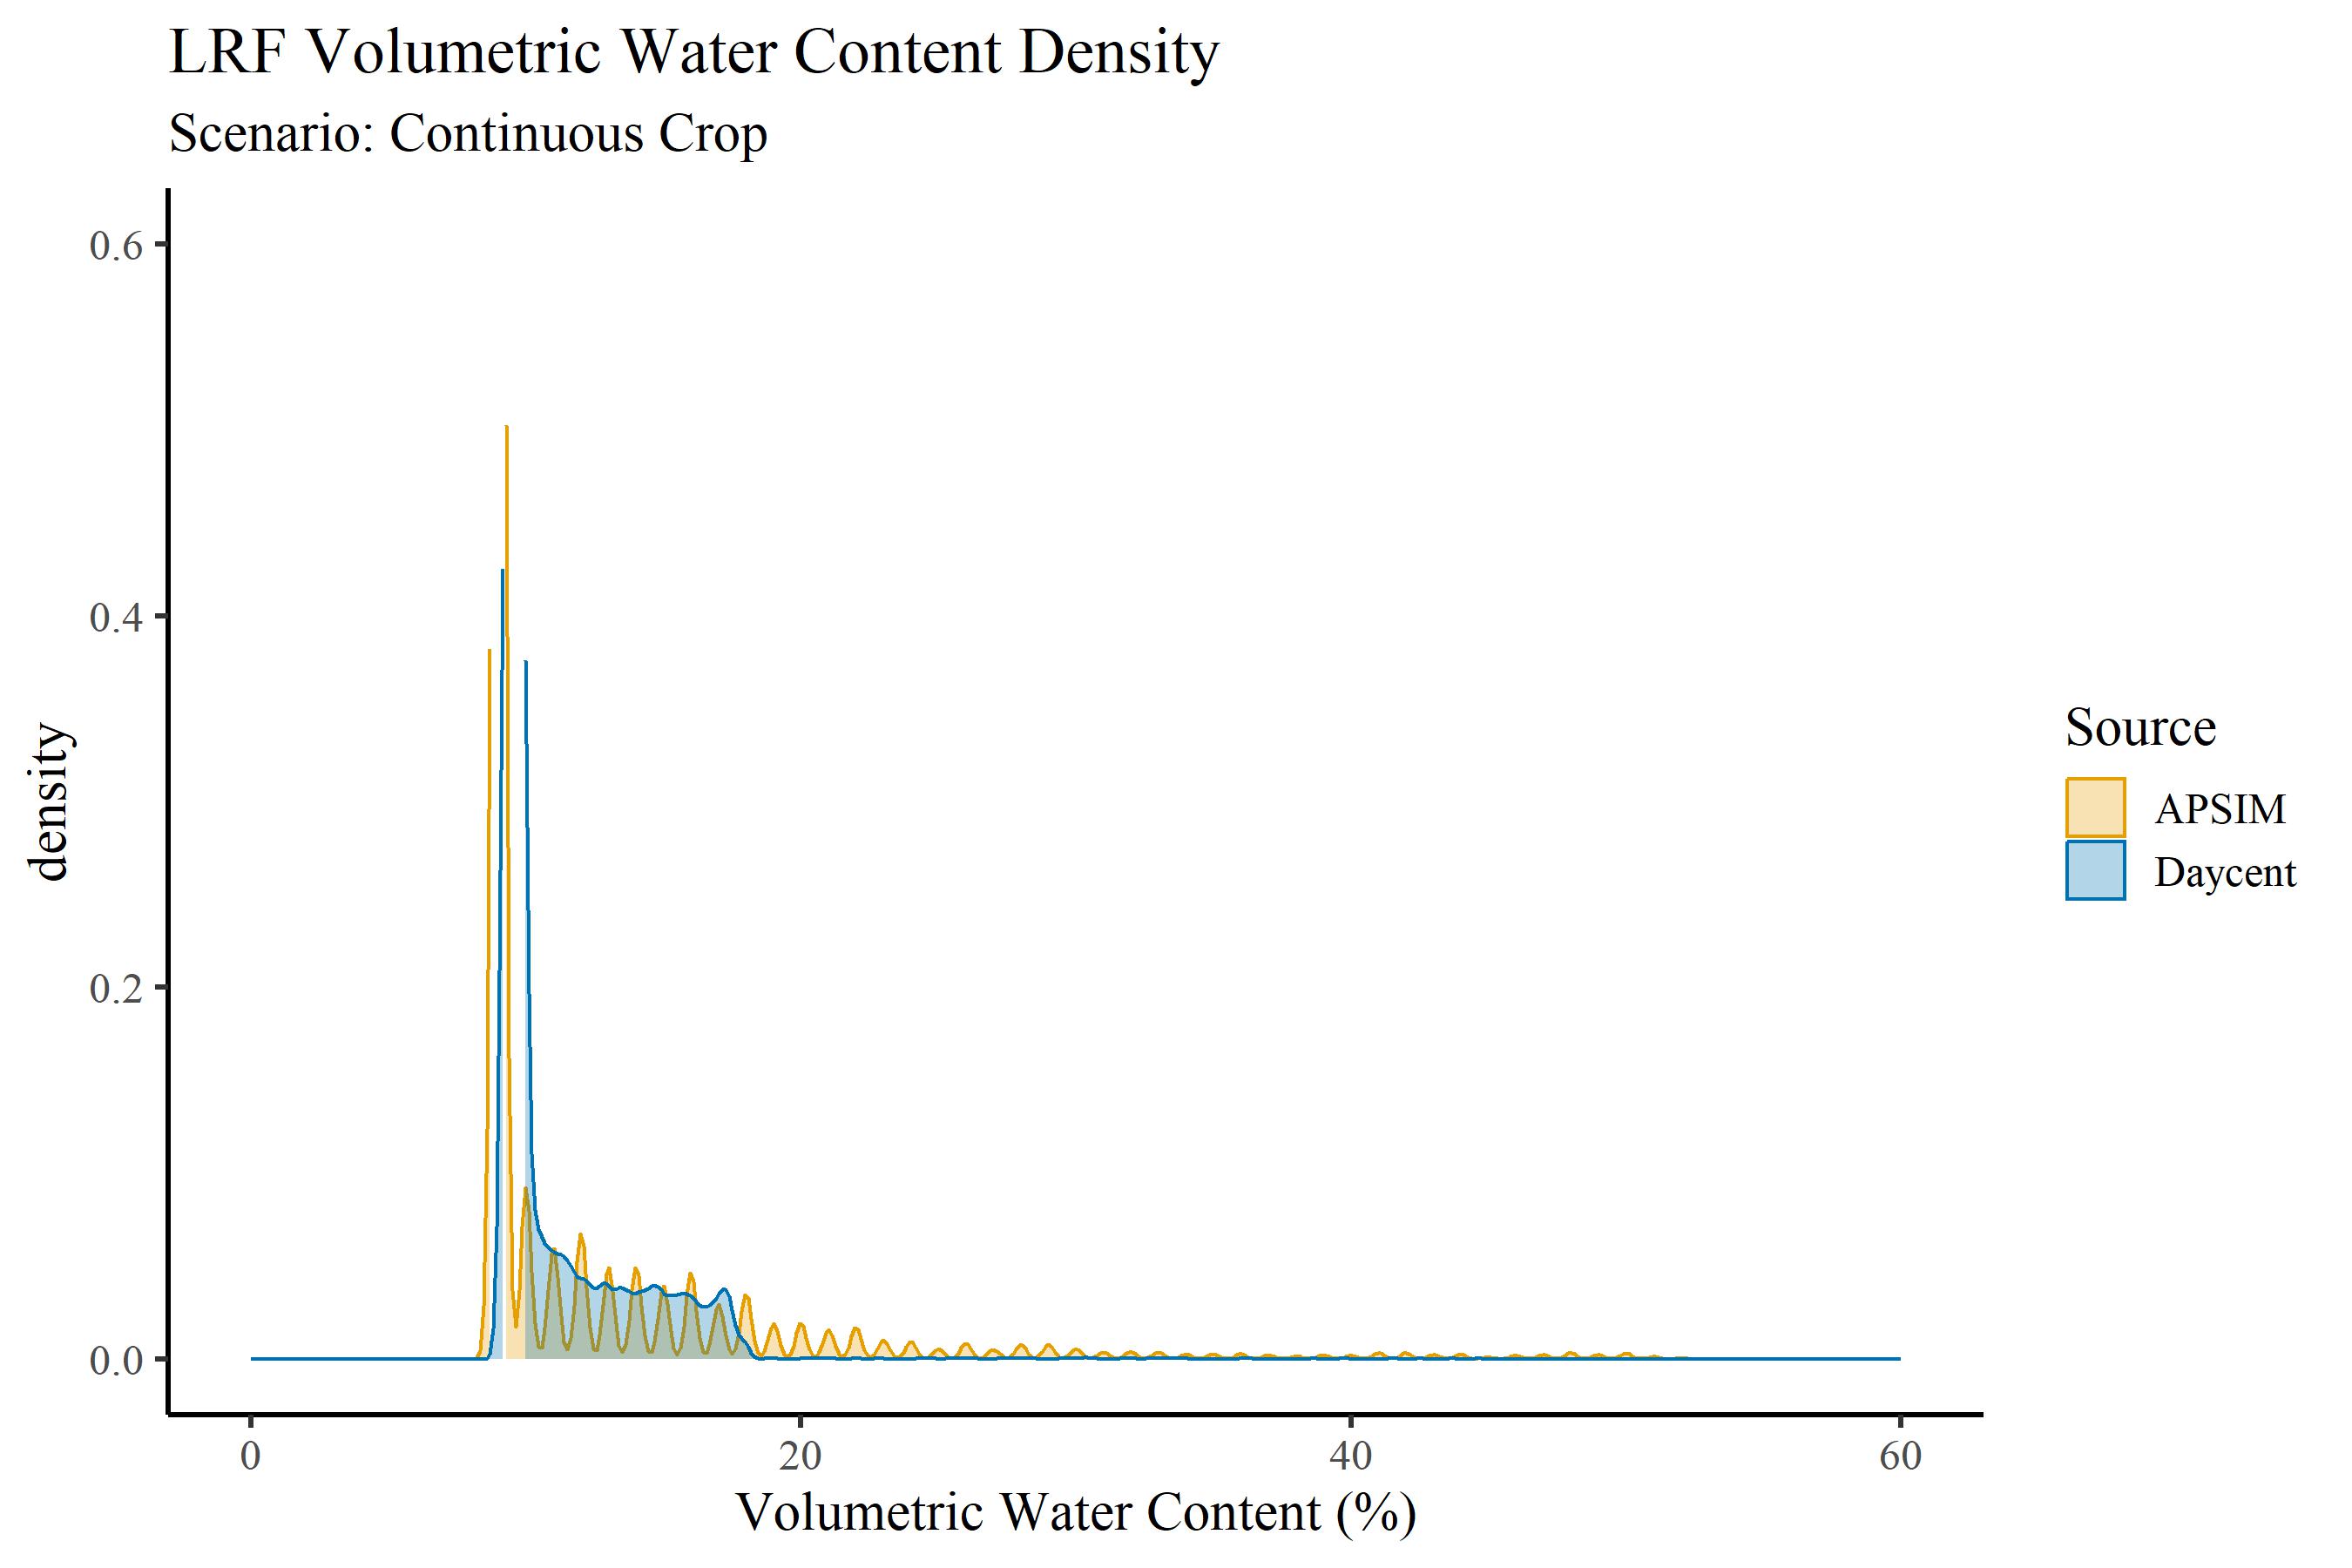 LRF Volumetric Water Content Density
Scenario: Continuous Crop
0.6
0.4
0.2
0.0
density
0
20
40
60
Volumetric Water Content (%)
Source
APSIM
Daycent